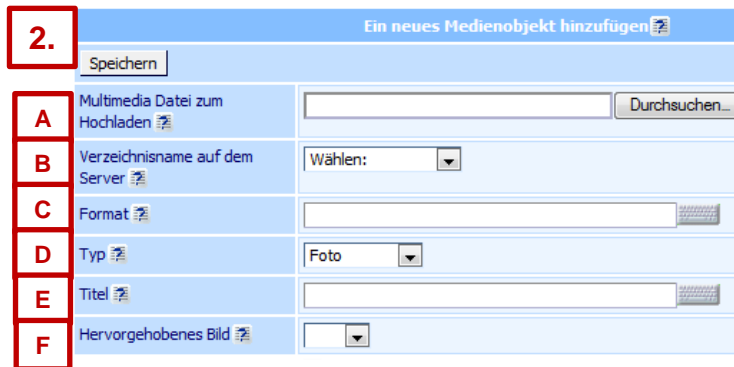 2.
Ein neues Medienobjekt hinzufügen
Speichern
A
Multimedia Datei zum
Hochladen
Durchsuchen...
B
Verzeichnisname auf dem
Server
Wählen:
C
Format
D
Typ
Foto
E
Titel
F
Hervorgehobenes Bild